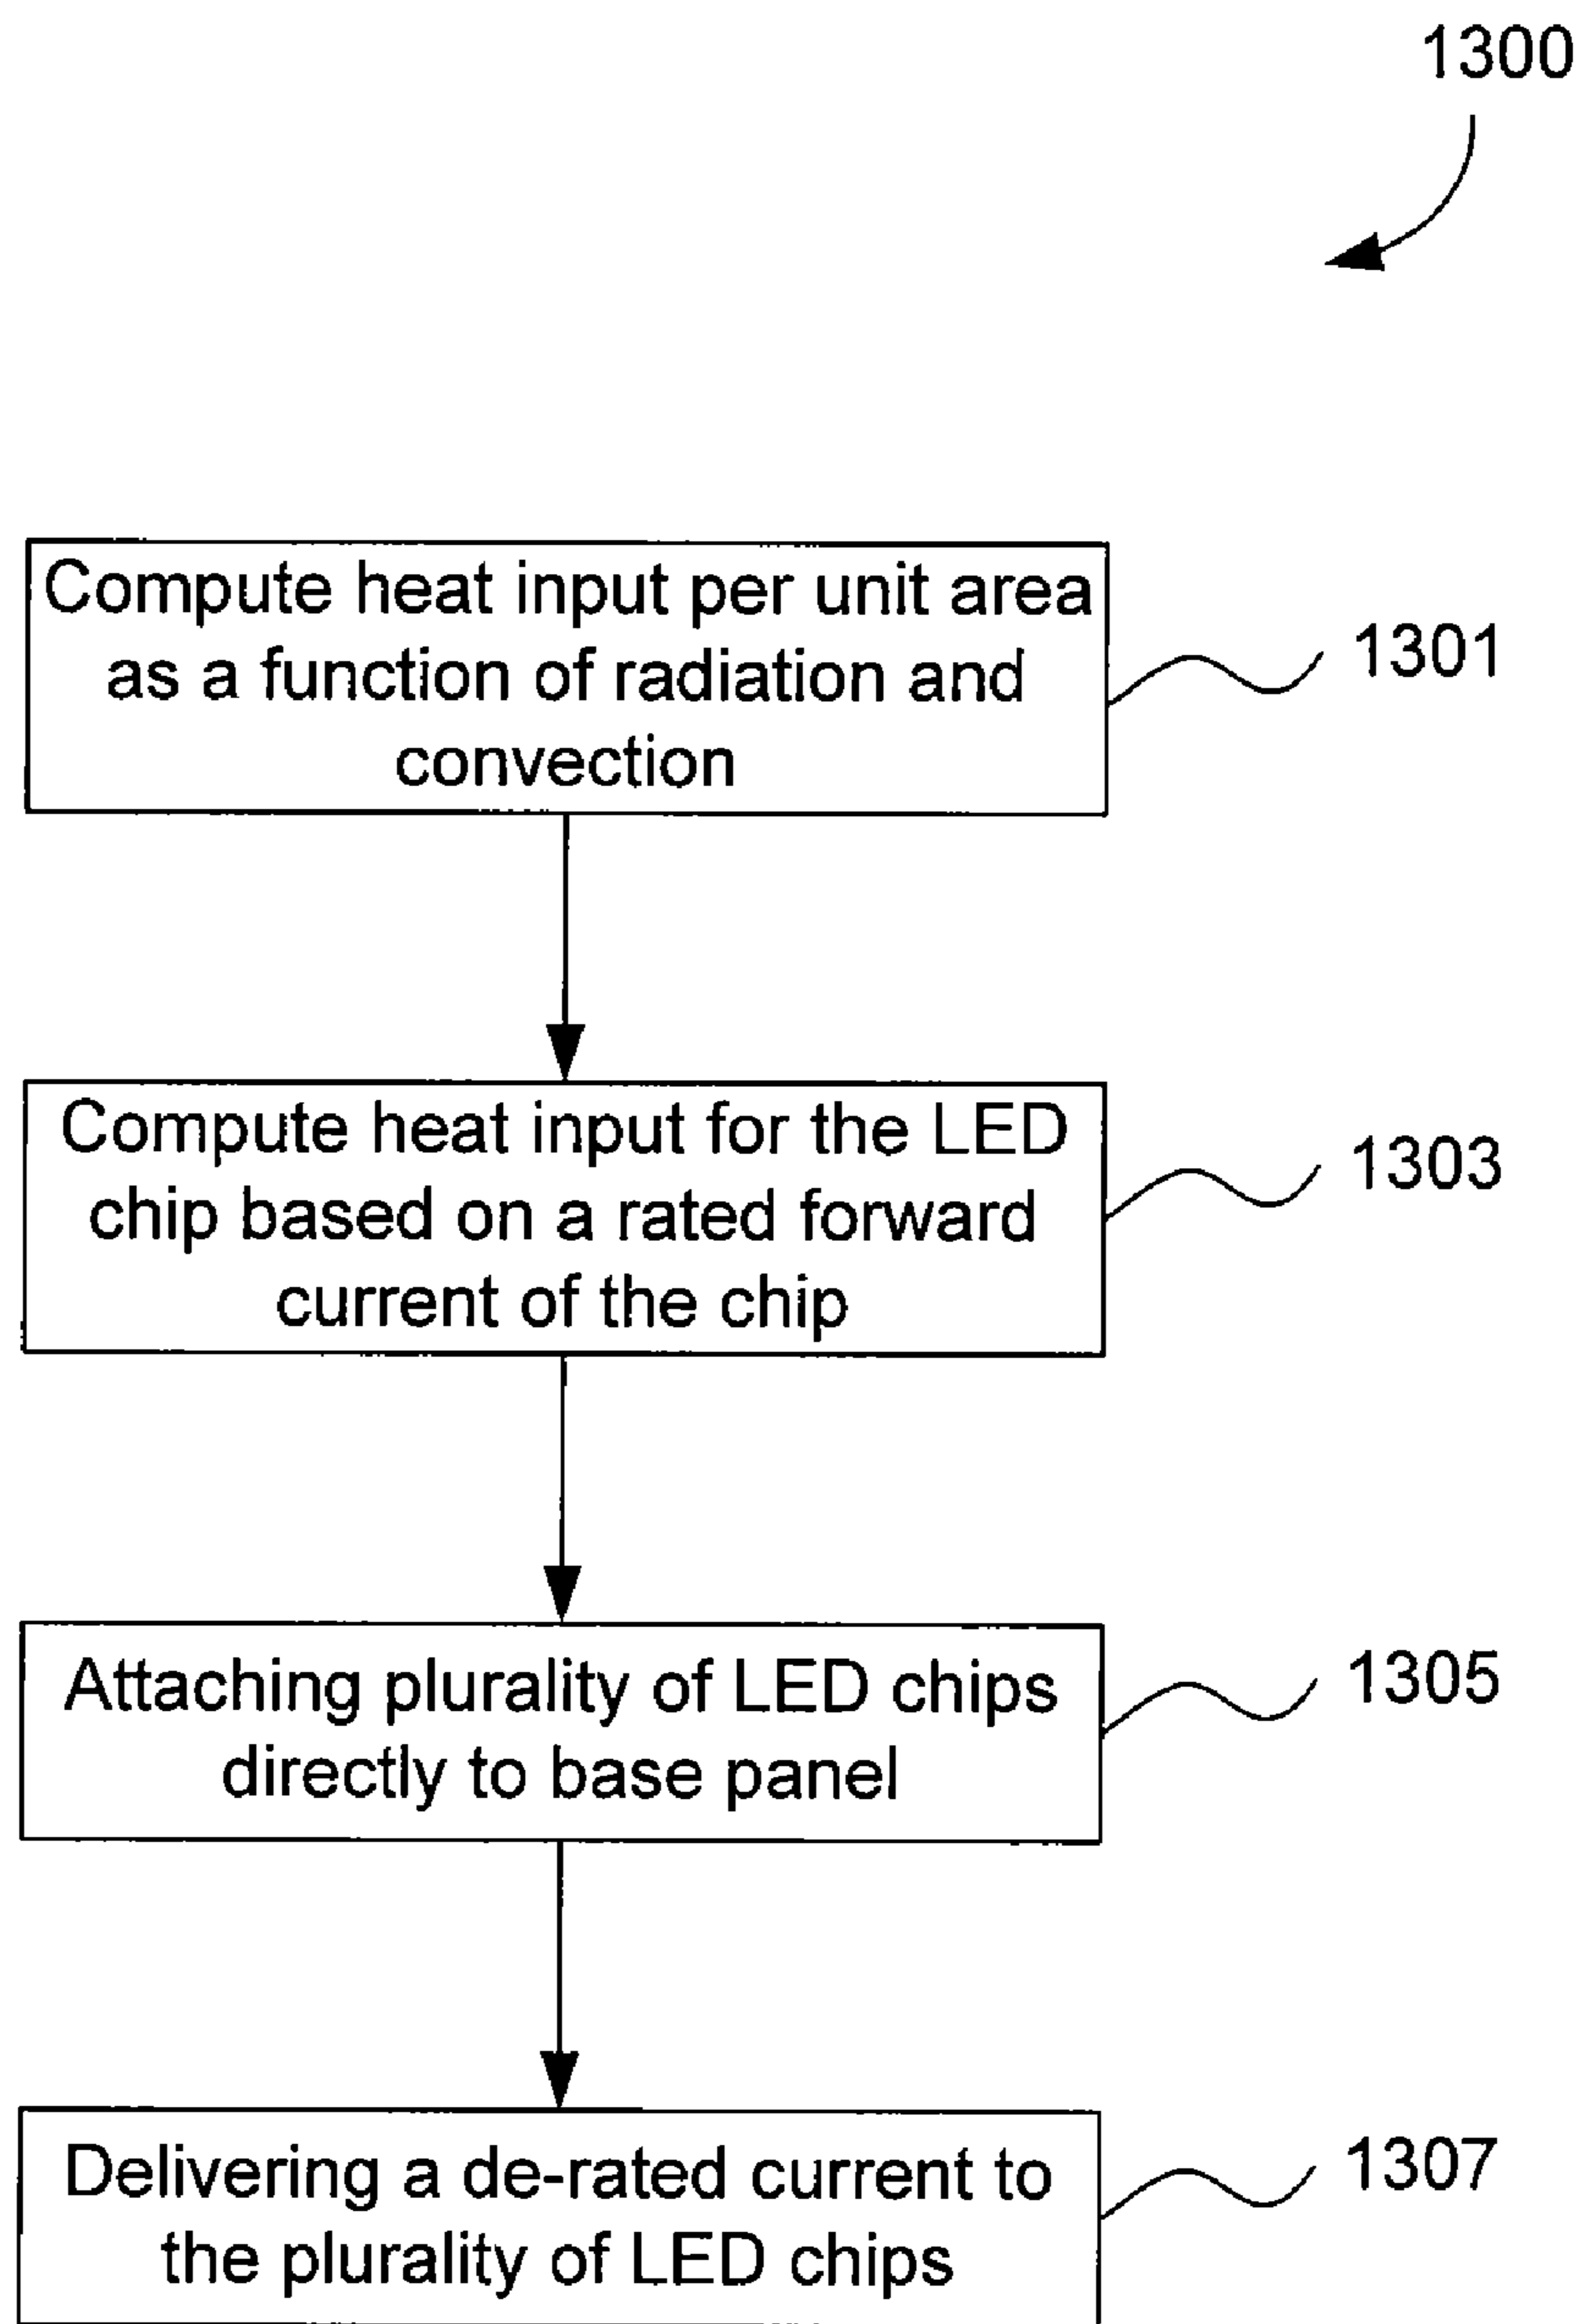 1300
Compute heat input per unit area
as a function of radiation and
convection
1301
Compute heat input for the LED
chip based on a rated forward
current of the chip
1303
Attaching plurality of LED chips
directly to base panel
1305
Delivering a de-rated current to
the plurality of LED chips
1307